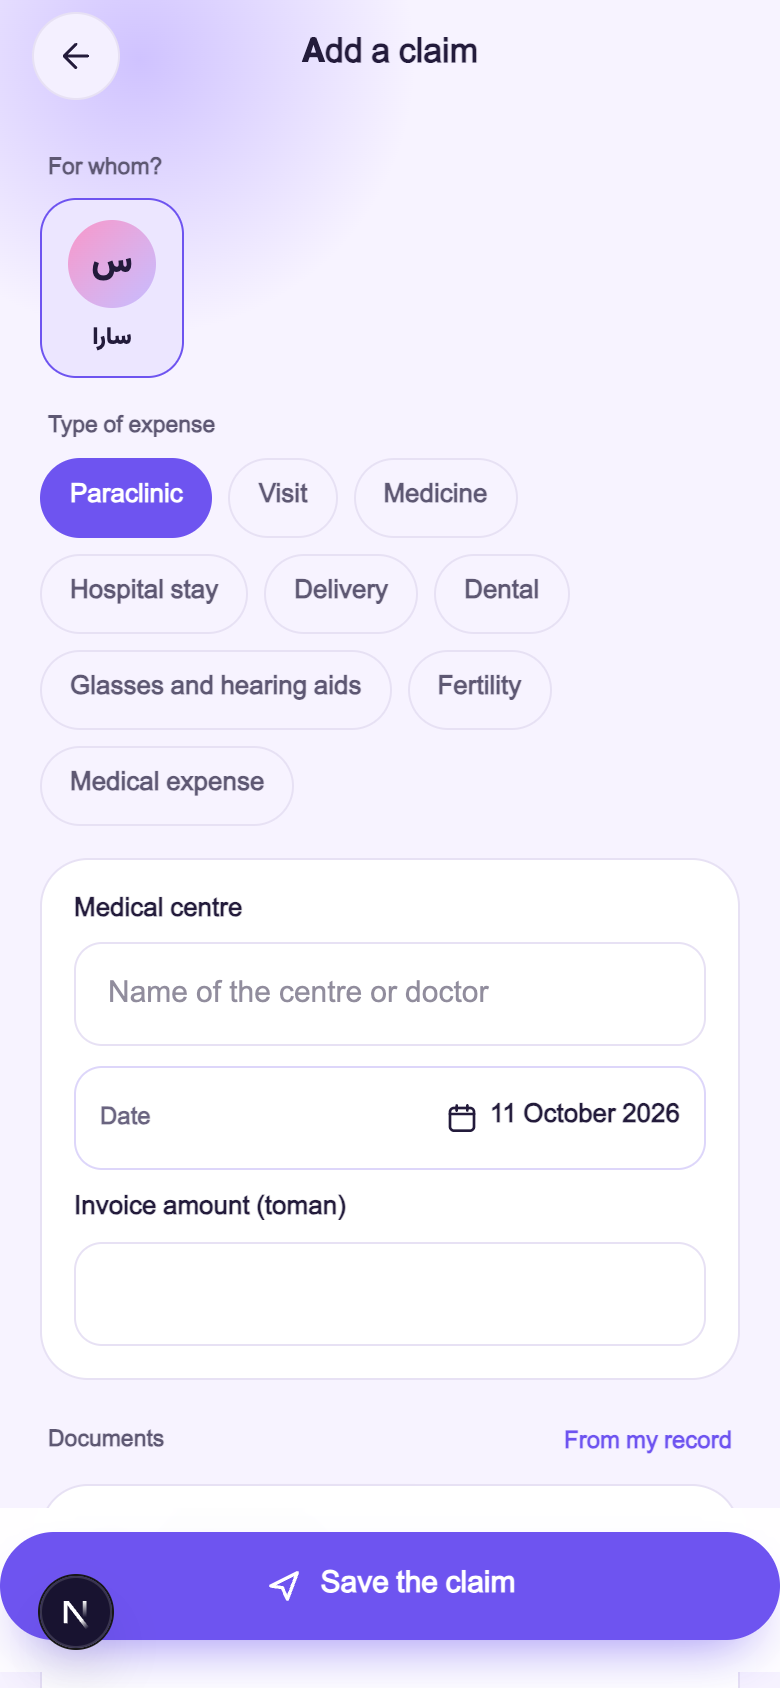 Add a claim
For whom?
س
سارا
Type of expense
Paraclinic
Visit
Medicine
Hospital stay
Delivery
Dental
Glasses and hearing aids
Fertility
Medical expense
Medical centre
Name of the centre or doctor
Date
11 October 2026
Invoice amount (toman)
Documents
From my record
Save the claim
N